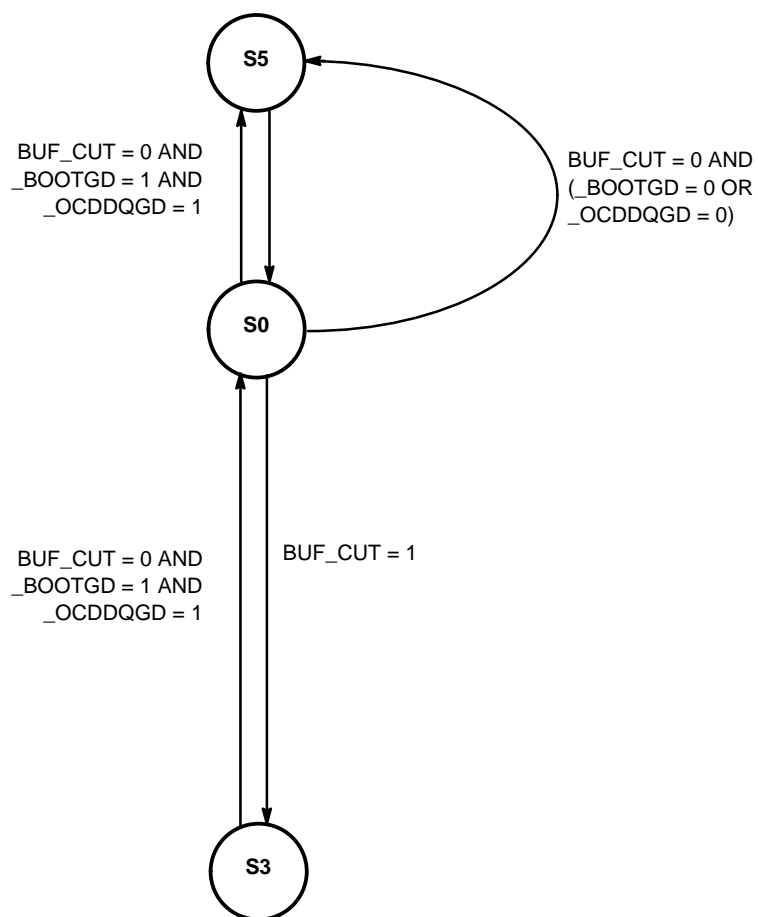 S5
BUF_CUT = 0 AND
_BOOTGD = 1 AND
_OCDDQGD = 1
BUF_CUT = 0 AND
(_BOOTGD = 0 OR
_OCDDQGD = 0)
S0
BUF_CUT = 0 AND
_BOOTGD = 1 AND
_OCDDQGD = 1
BUF_CUT = 1
S3